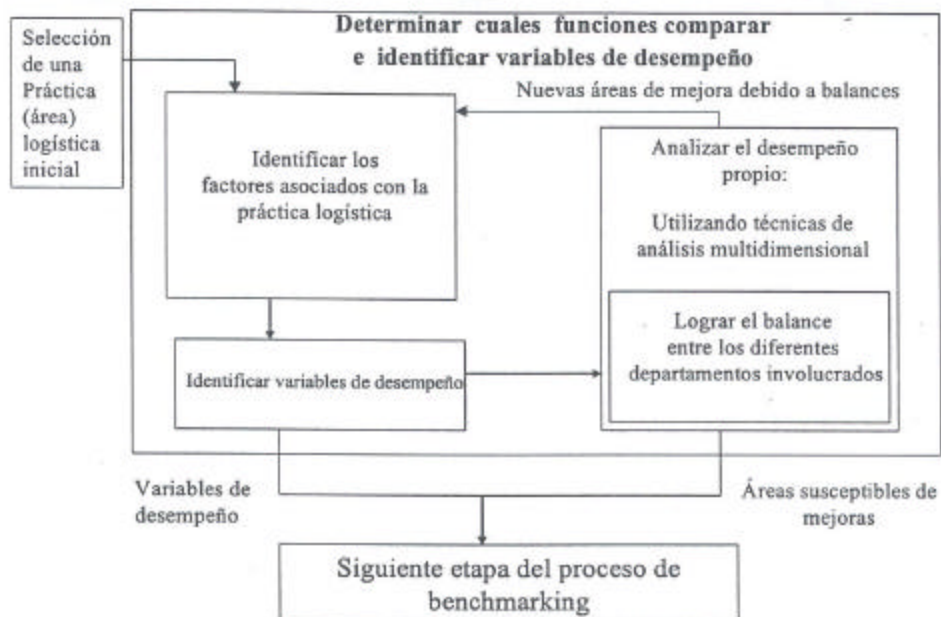 Selección
de una
Práctica
(área)
logística
inicial
Determinar cuales funciones comparar
e identificar variables de desempeño
Nuevas áreas de mejora debido a balances
Identificar los
factores asociados con la
práctica logística
Analizar el desempeño
propio:
Utilizando técnicas de
análisis multidimensional
Lograr el balance
entre los diferentes
departamentos involucrados
Identificar variables de desempeño
Variables de
desempeño
Áreas susceptibles de
mejoras
Siguiente etapa del proceso de
benchmarking